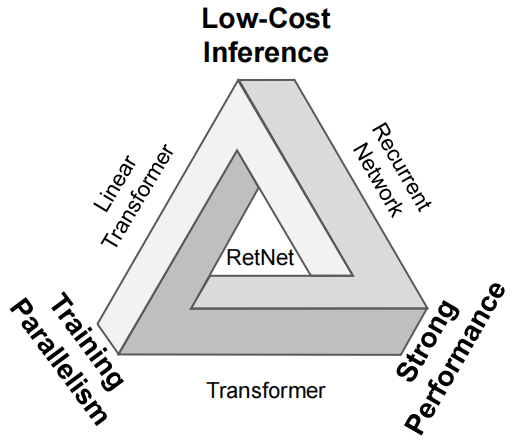 Low-Cost
Inference
Linear
Transformer
Recurrent
Network
RetNet
Training
Parallelism
Strong
Performance
Transformer